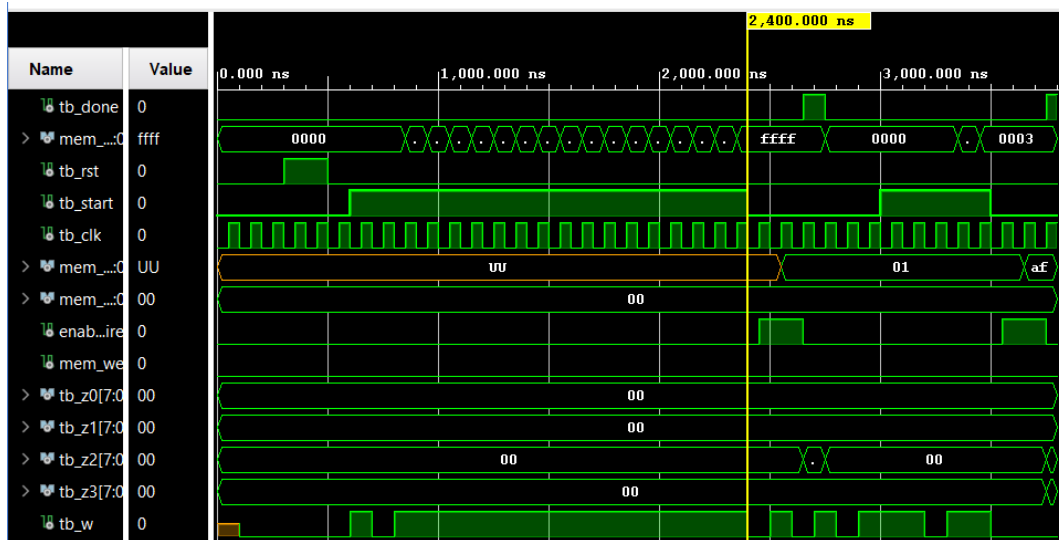 2,400.000 ns
Name Value 0.000 ns 1,000.000 ns 2,000.000 ns 3,000.000 ns
tb_done 0
mem_...:0 ffff 0000 . . . . . . . . . . . . . . . ffff 0000 . 0003
tb_rst 0
tb_start 0
tb_clk 0
mem_...:0 UU UU 01 af
mem_...:0 00 00
enab...ire 0
mem_we 0
tb_z0[7:0 00 00
tb_z1[7:0 00 00
tb_z2[7:0 00 00 . 00
tb_z3[7:0 00 00
tb_w 0